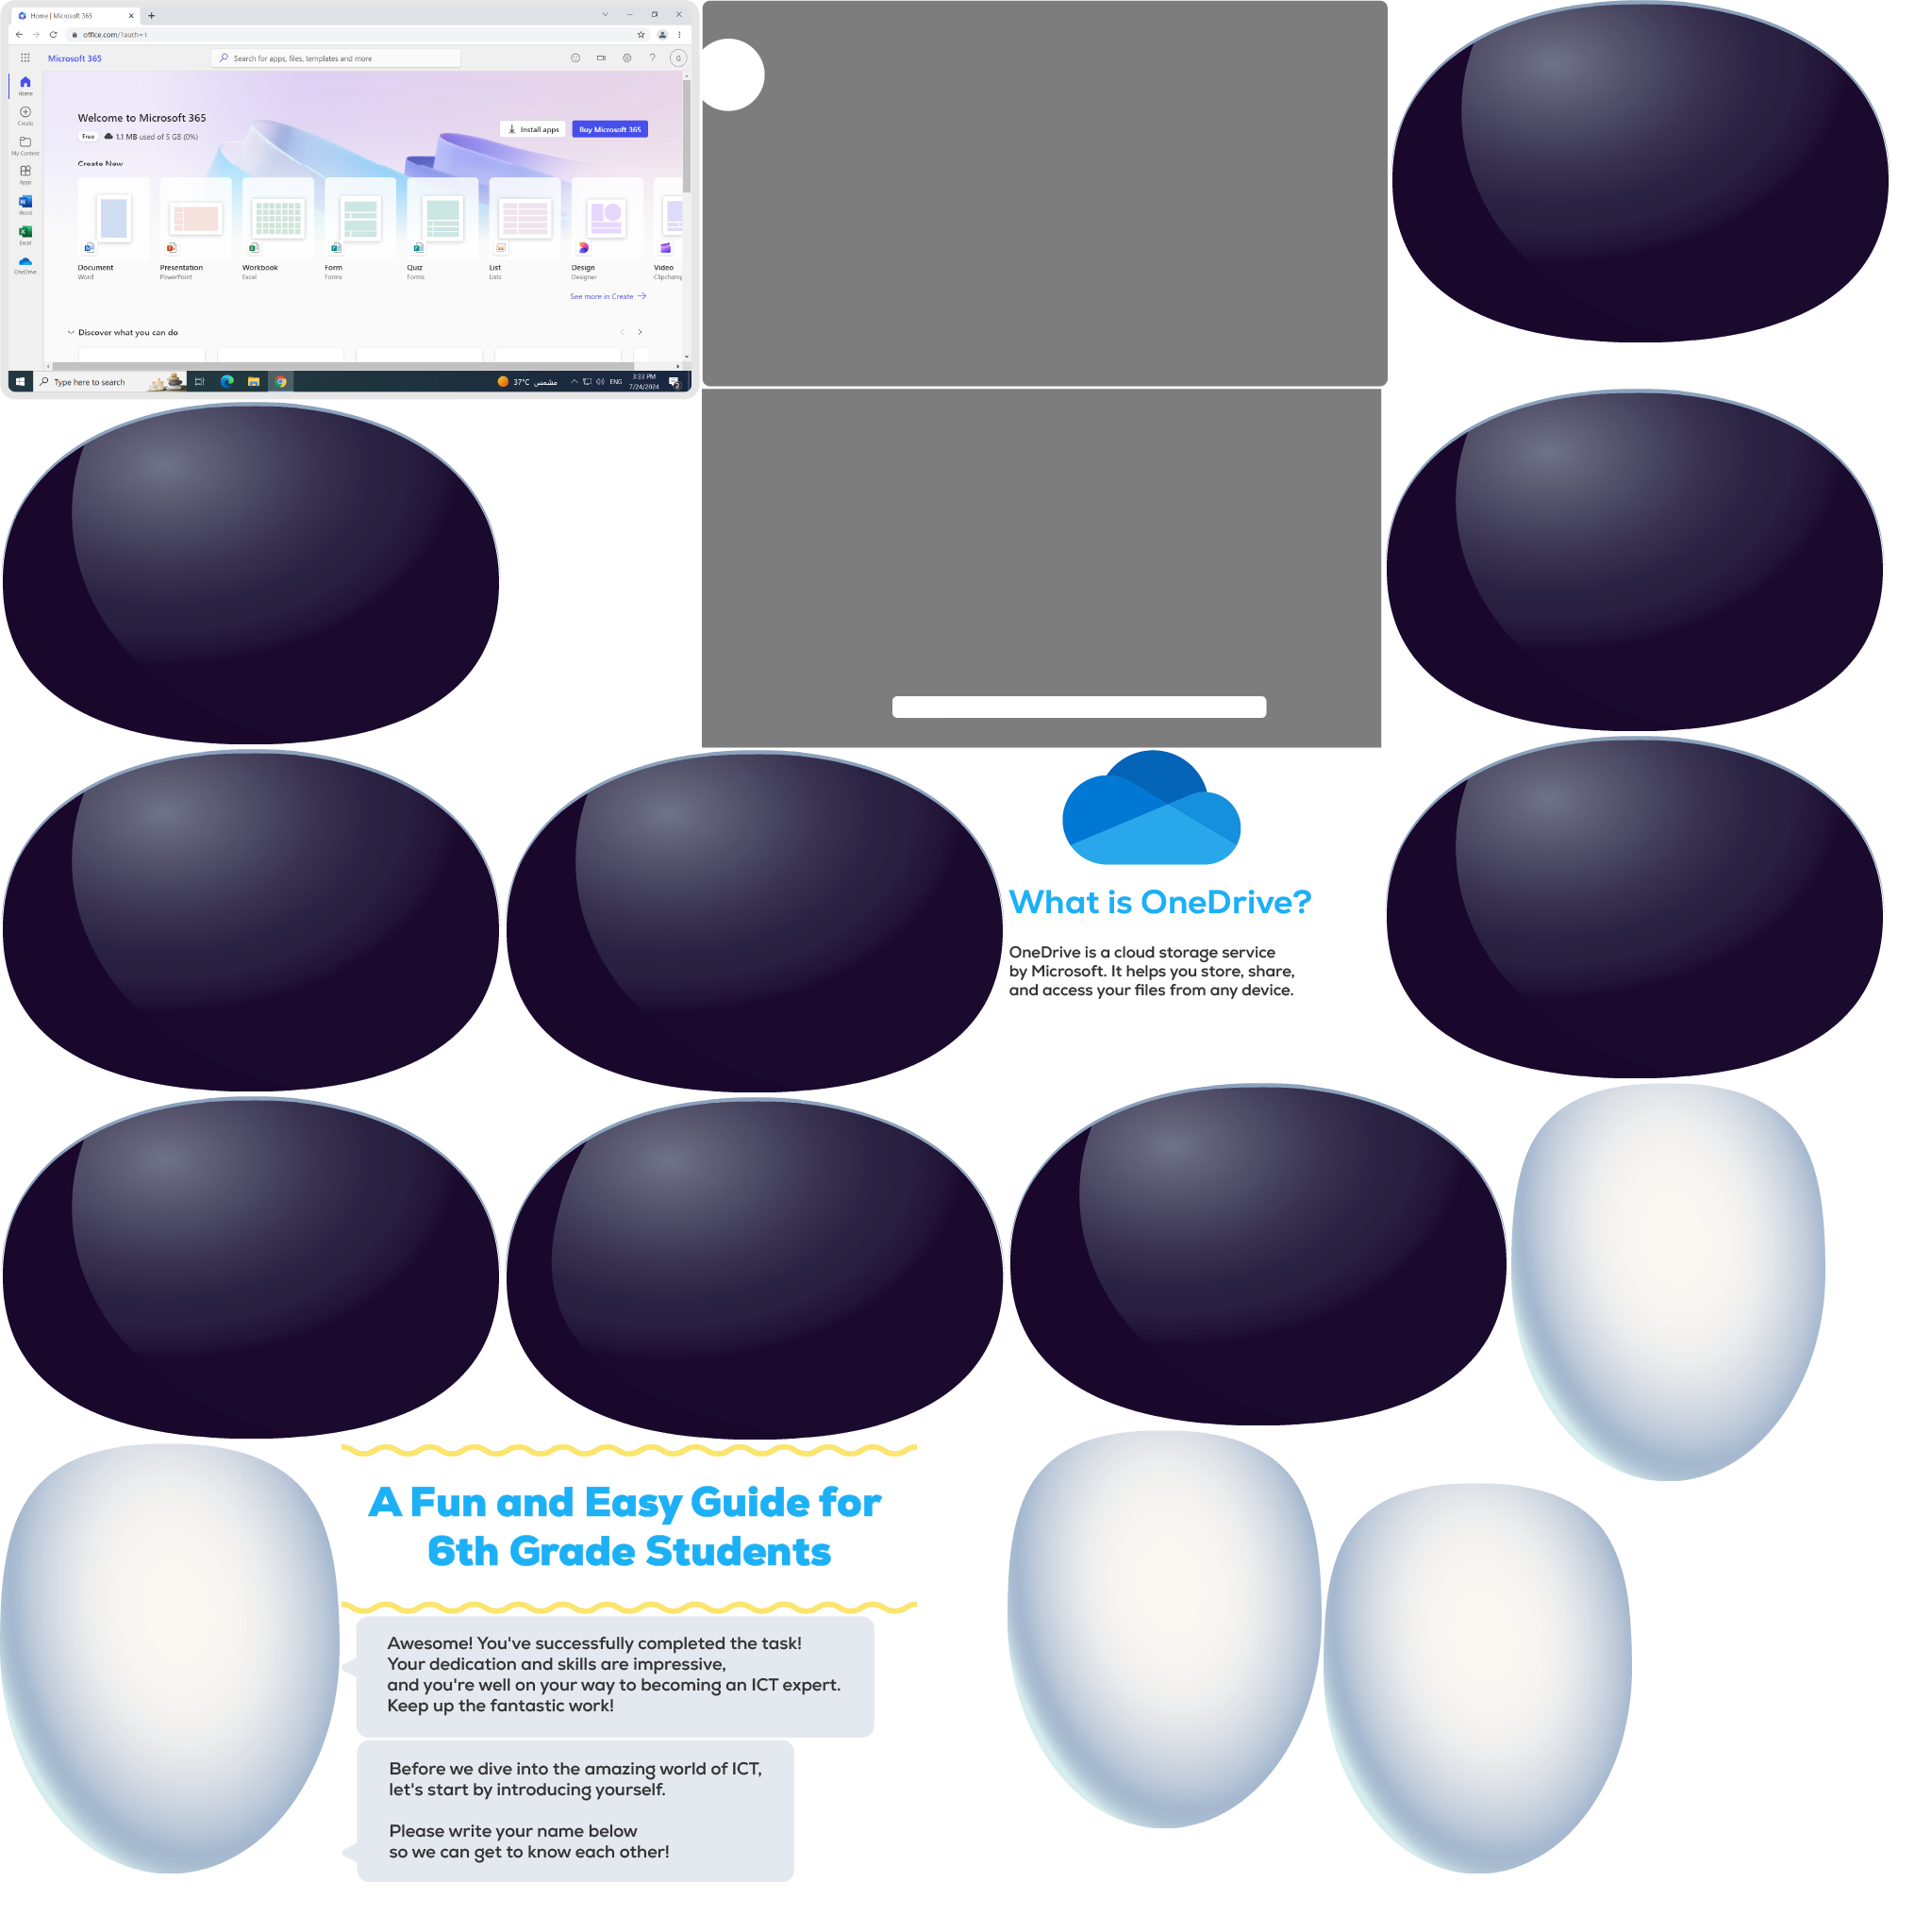 Home | Microsoft 365
office.com/?auth=1
Microsoft 365
Search for apps, files, templates and more
G
Home
Create
My Content
Apps
Word
Excel
OneDrive
Welcome to Microsoft 365
Free 1.1 MB used of 5 GB (0%)
Install apps
Buy Microsoft 365
Create New
Document
Word
Presentation
PowerPoint
Workbook
Excel
Form
Forms
Quiz
Forms
List
Lists
Design
Designer
Video
Clipchamp
See more in Create
Discover what you can do
Type here to search
37°C مشمس
ENG
3:33 PM
7/24/2024
2
What is OneDrive?
OneDrive is a cloud storage service
by Microsoft. It helps you store, share,
and access your files from any device.
A Fun and Easy Guide for
6th Grade Students
Awesome! You've successfully completed the task!
Your dedication and skills are impressive,
and you're well on your way to becoming an ICT expert.
Keep up the fantastic work!
Before we dive into the amazing world of ICT,
let's start by introducing yourself.
Please write your name below
so we can get to know each other!